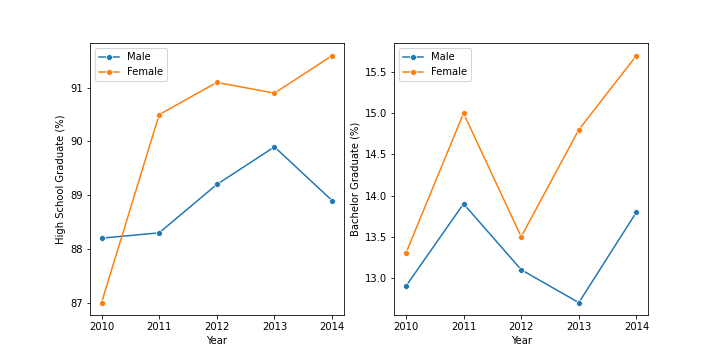 Male
Female
High School Graduate (%)
91
90
89
88
87
2010 2011 2012 2013 2014
Year
Male
Female
Bachelor Graduate (%)
15.5
15.0
14.5
14.0
13.5
13.0
2010 2011 2012 2013 2014
Year